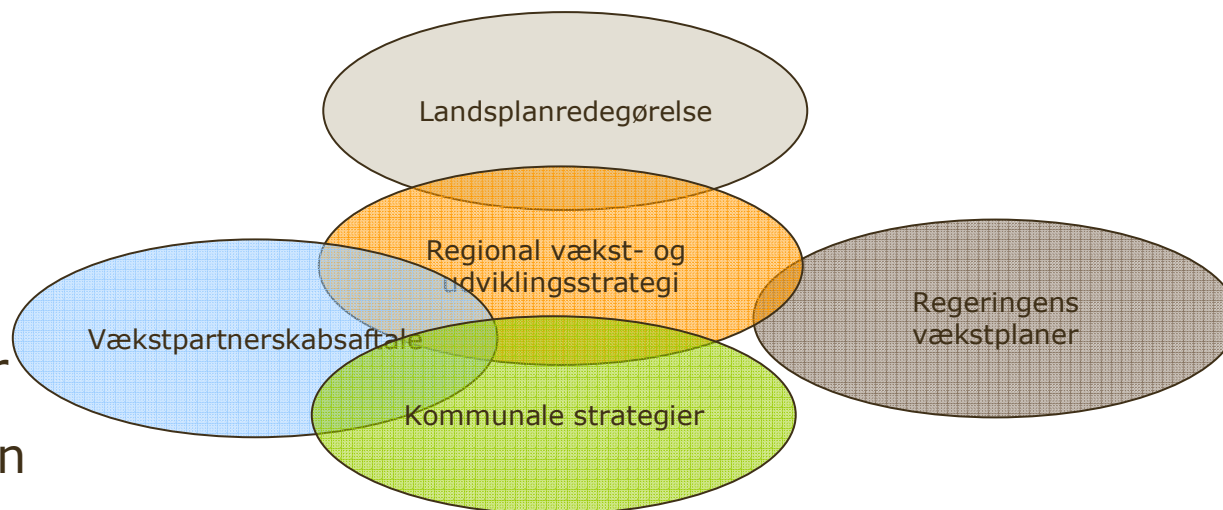 Landsplanredegørelse
Regional vækst- og
udviklingsstrategi
Regeringens
vækstplaner
Vækstpartnerskabsaftale
r
Kommunale strategier
n